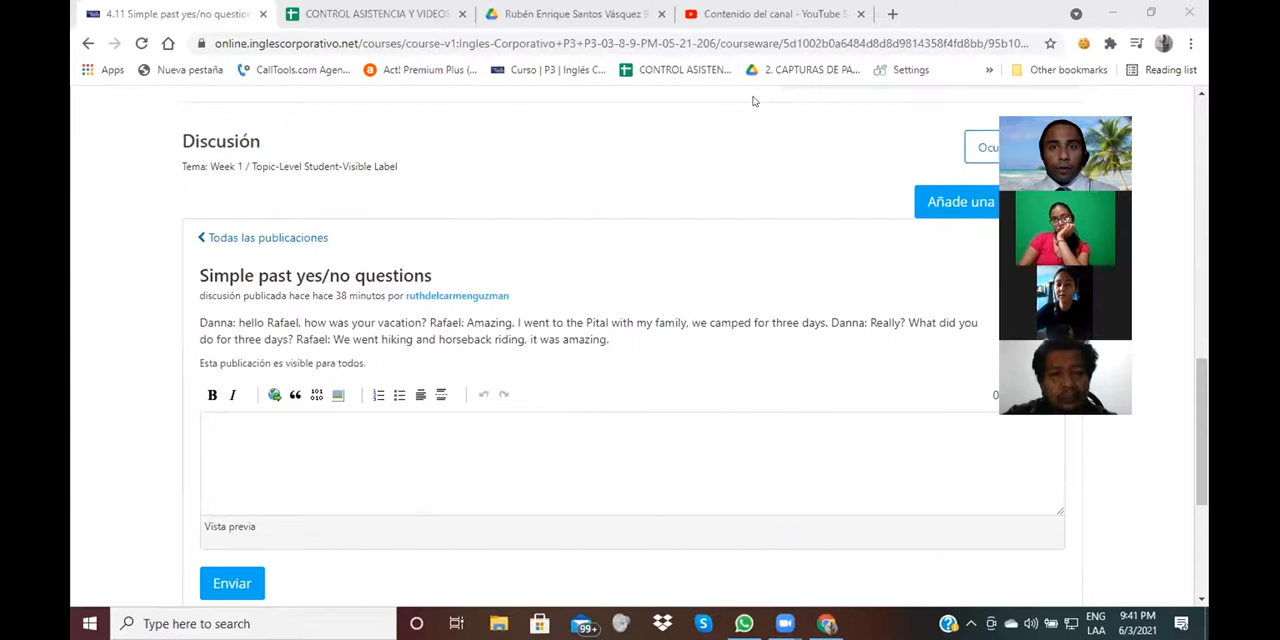 4.11 Simple past yes/no question
CONTROL ASISTENCIA Y VIDEOS
Rubén Enrique Santos Vásquez 9
Contenido del canal - YouTube S
online.inglescorporativo.net/courses/course-v1:Ingles-Corporativo+P3+P3-03-8-9-PM-05-21-206/courseware/5d1002b0a6484d8d8d9814358f4fd8bb/95b10...
Apps
Nueva pestaña
CallTools.com Agen...
Act! Premium Plus (...
Curso | P3 | Inglés C...
CONTROL ASISTEN...
2. CAPTURAS DE PA...
Settings
»
Other bookmarks
Reading list
Discusión
Ocu
Tema: Week 1 / Topic-Level Student-Visible Label
Añade una
Todas las publicaciones
Simple past yes/no questions
discusión publicada hace hace 38 minutos por ruthdelcarmenguzman
Danna: hello Rafael, how was your vacation? Rafael: Amazing, I went to the Pital with my family, we camped for three days. Danna: Really? What did you
do for three days? Rafael: We went hiking and horseback riding, it was amazing.
Esta publicación es visible para todos.
B I
101
010
0
Vista previa
Enviar
Type here to search
99+
ENG
LAA
9:41 PM
6/3/2021